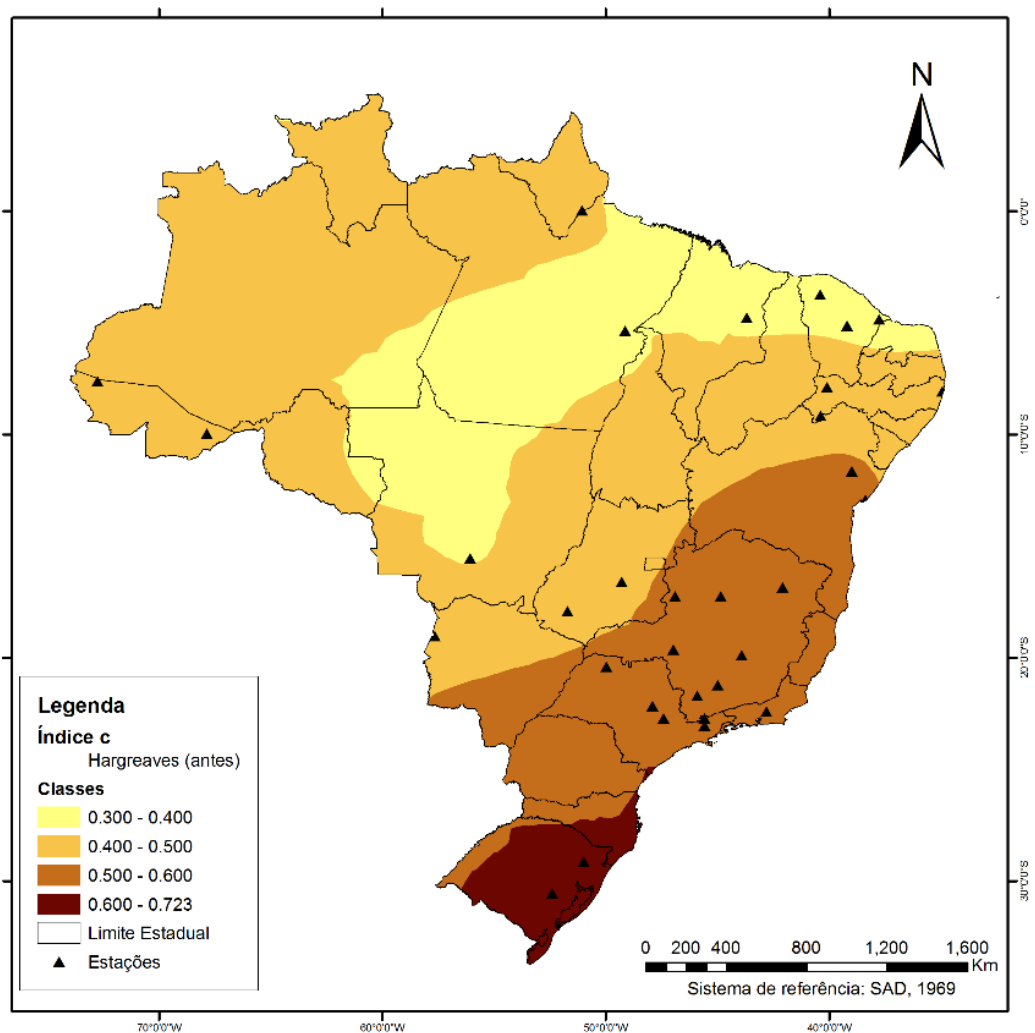 N
0°0'0"
10°0'0"S
20°0'0"S
30°0'0"S
Legenda
Índice c
Hargreaves (antes)
Classes
0.300 - 0.400
0.400 - 0.500
0.500 - 0.600
0.600 - 0.723
Limite Estadual
Estações
0 200 400 800 1,200 1,600
Km
Sistema de referência: SAD, 1969
70°0'0"W 60°0'0"W 50°0'0"W 40°0'0"W